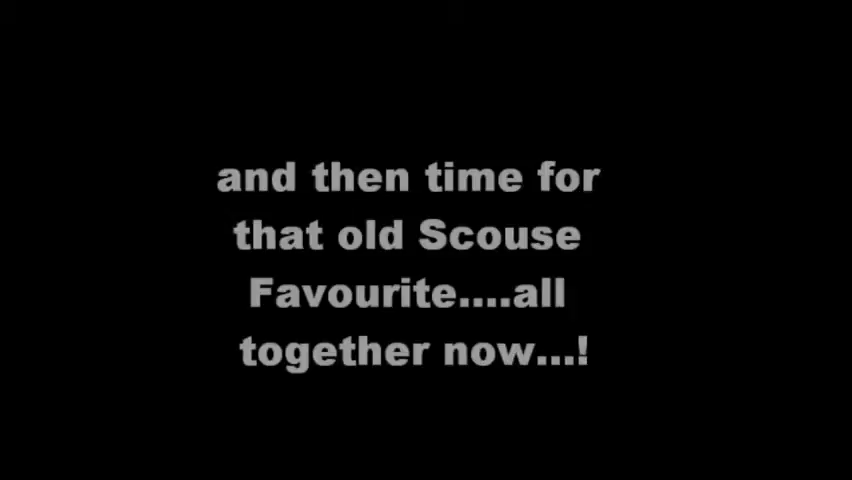 and then time for
that old Scouse
Favourite....all
together now...!